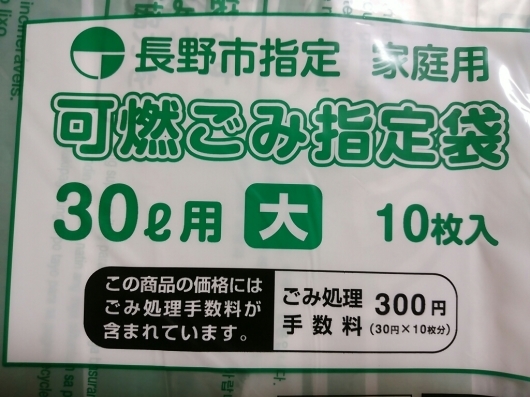 lixo
incineráveis.
長野市指定 家庭用
可燃ごみ指定袋
30ℓ用 大 10枚入
この商品の価格には
ごみ処理手数料が
含まれています。
ごみ処理 300円
手数料 (30円×10枚分)